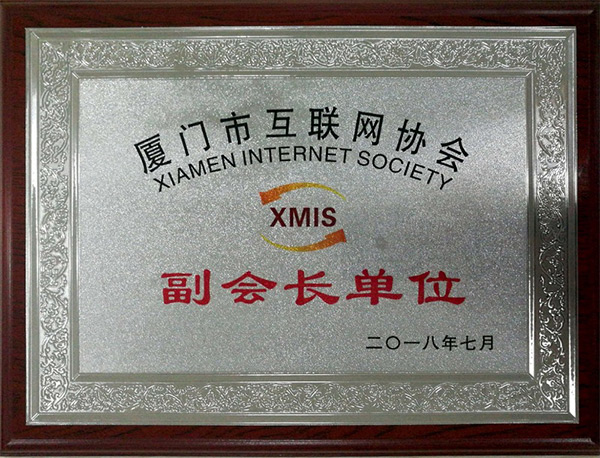 厦门市互联网协会
XIAMEN INTERNET SOCIETY
XMIS
副会长单位
二〇一八年七月